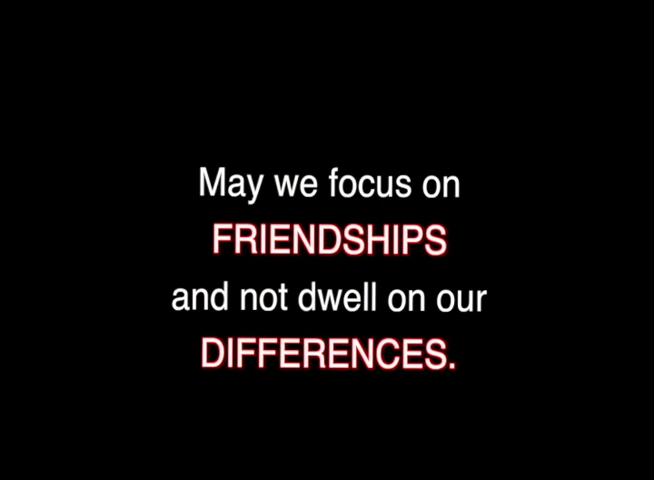 May we focus on
FRIENDSHIPS
and not dwell on our
DIFFERENCES.